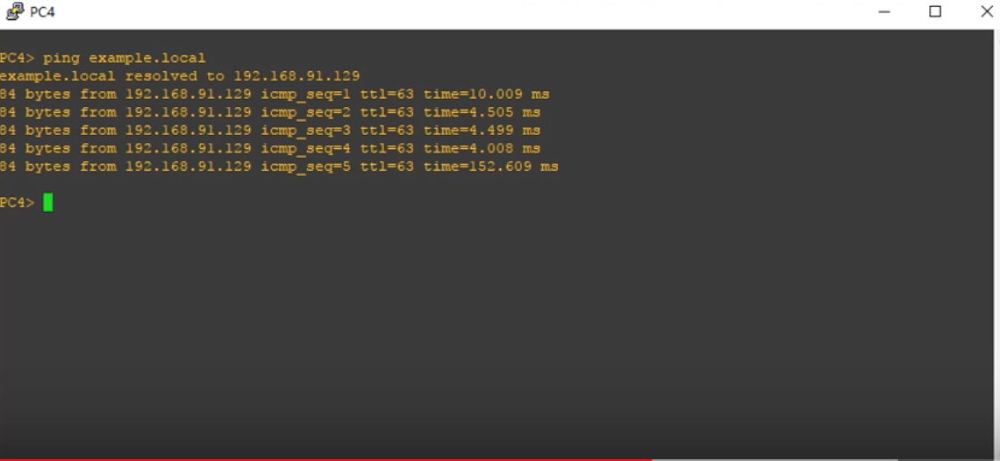 PC4
PC4> ping example.local
example.local resolved to 192.168.91.129
84 bytes from 192.168.91.129 icmp_seq=1 ttl=63 time=10.009 ms
84 bytes from 192.168.91.129 icmp_seq=2 ttl=63 time=4.505 ms
84 bytes from 192.168.91.129 icmp_seq=3 ttl=63 time=4.499 ms
84 bytes from 192.168.91.129 icmp_seq=4 ttl=63 time=4.008 ms
84 bytes from 192.168.91.129 icmp_seq=5 ttl=63 time=152.609 ms
PC4>